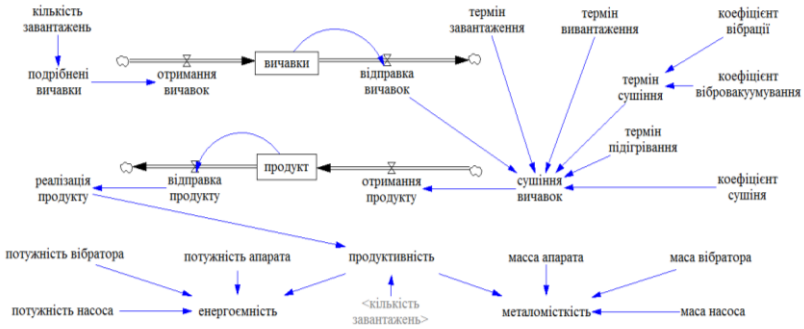 кількість
завантажень
подрібнені
вичавки
отримання
вичавок
вичавки
відправка
вичавок
термін
завантаження
термін
вивантаження
коефіцієнт
вібрації
термін
сушіння
коефіцієнт
вібровакуумування
термін
підігрівання
реалізація
продукту
відправка
продукту
продукт
отримання
продукту
сушіння
вичавок
коефіцієнт
сушіня
потужність вібратора
потужність апарата
продуктивність
масса апарата
маса вібратора
потужність насоса
енергоємність
<кількість
завантажень>
металомісткість
маса насоса